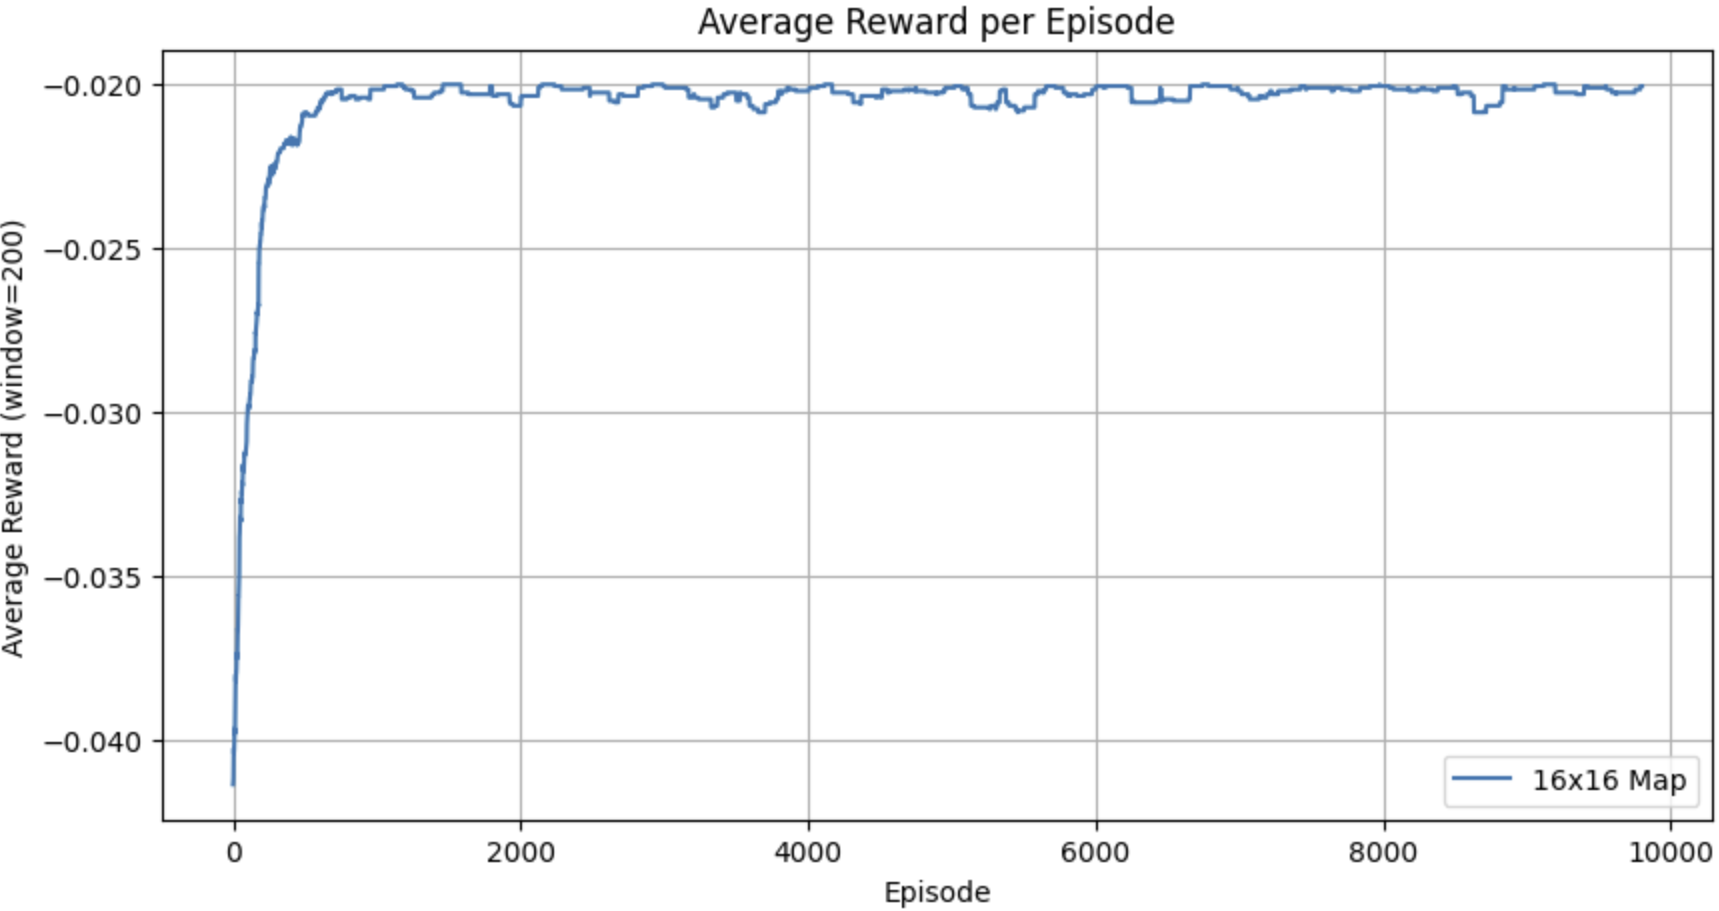 Average Reward per Episode
Average Reward (window=200)
−0.020
−0.025
−0.030
−0.035
−0.040
16x16 Map
0 2000 4000 6000 8000 10000
Episode